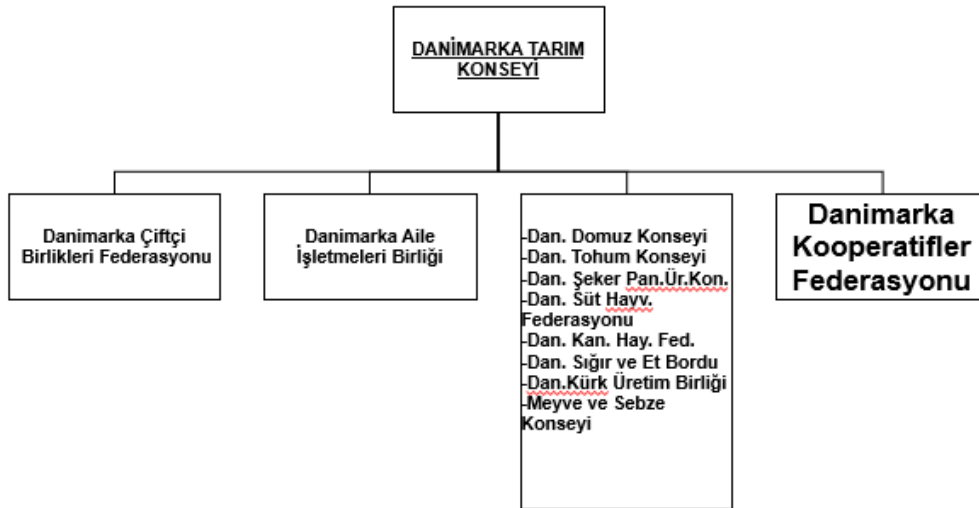 DANİMARKA TARIM
KONSEYİ
Danimarka Çiftçi
Birlikleri Federasyonu
Danimarka Aile
İşletmeleri Birliği
-Dan. Domuz Konseyi
-Dan. Tohum Konseyi
-Dan. Şeker Pan.Ür.Kon.
-Dan. Süt Hayv.
Federasyonu
-Dan. Kan. Hay. Fed.
-Dan. Sığır ve Et Bordu
-Dan.Kürk Üretim Birliği
-Meyve ve Sebze
Konseyi
Danimarka
Kooperatifler
Federasyonu